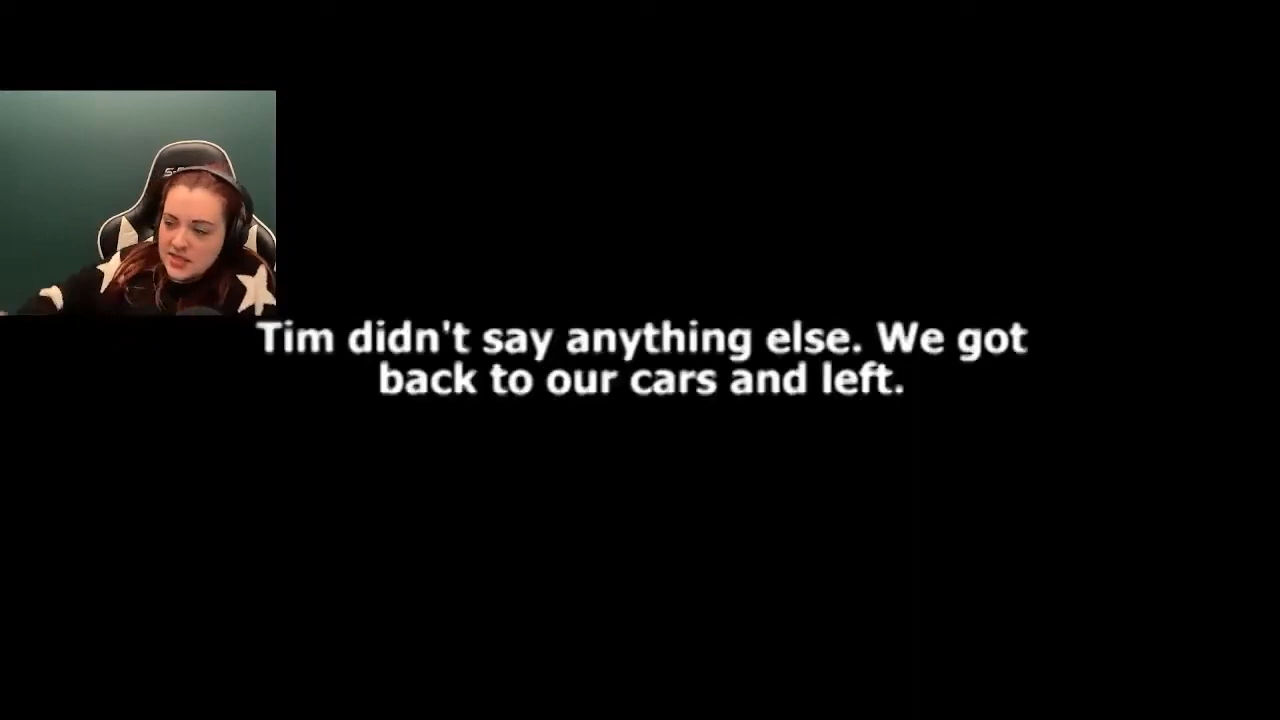 Tim didn't say anything else. We got
back to our cars and left.